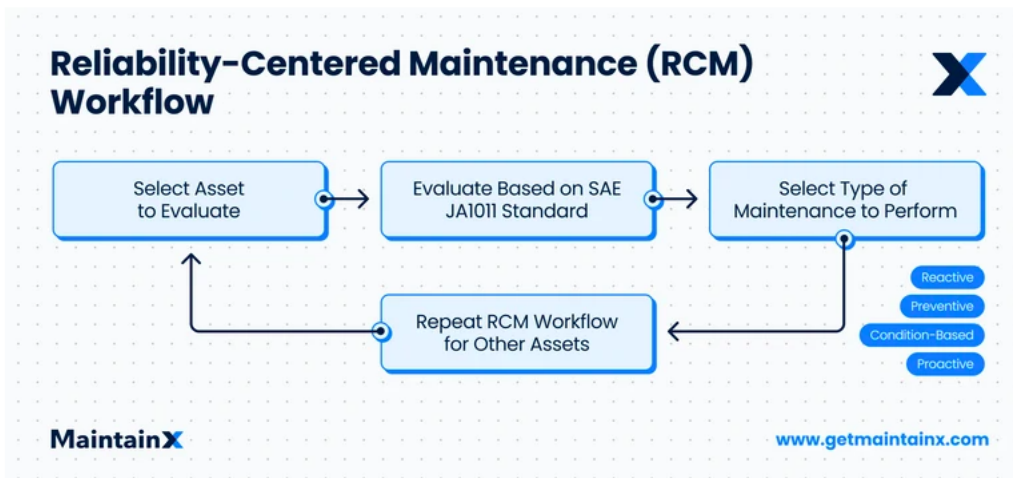 Reliability-Centered Maintenance (RCM)
Workflow
Select Asset
to Evaluate
Evaluate Based on SAE
JA1011 Standard
Select Type of
Maintenance to Perform
Reactive
Preventive
Condition-Based
Proactive
Repeat RCM Workflow
for Other Assets
MaintainX
www.getmaintainx.com